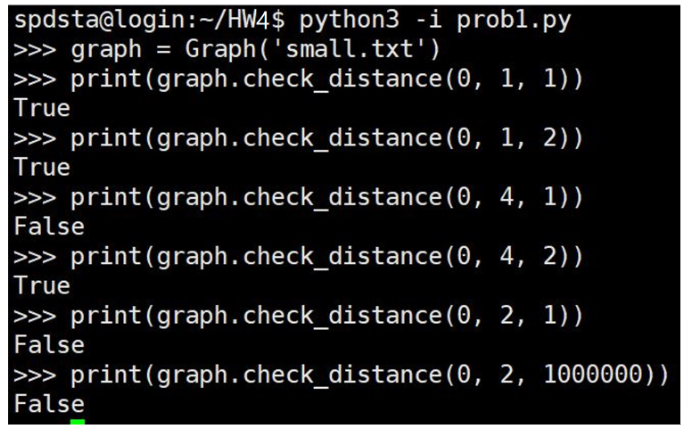 spdsta@login:~/HW4$ python3 -i prob1.py
>>> graph = Graph('small.txt')
>>> print(graph.check_distance(0, 1, 1))
True
>>> print(graph.check_distance(0, 1, 2))
True
>>> print(graph.check_distance(0, 4, 1))
False
>>> print(graph.check_distance(0, 4, 2))
True
>>> print(graph.check_distance(0, 2, 1))
False
>>> print(graph.check_distance(0, 2, 1000000))
False